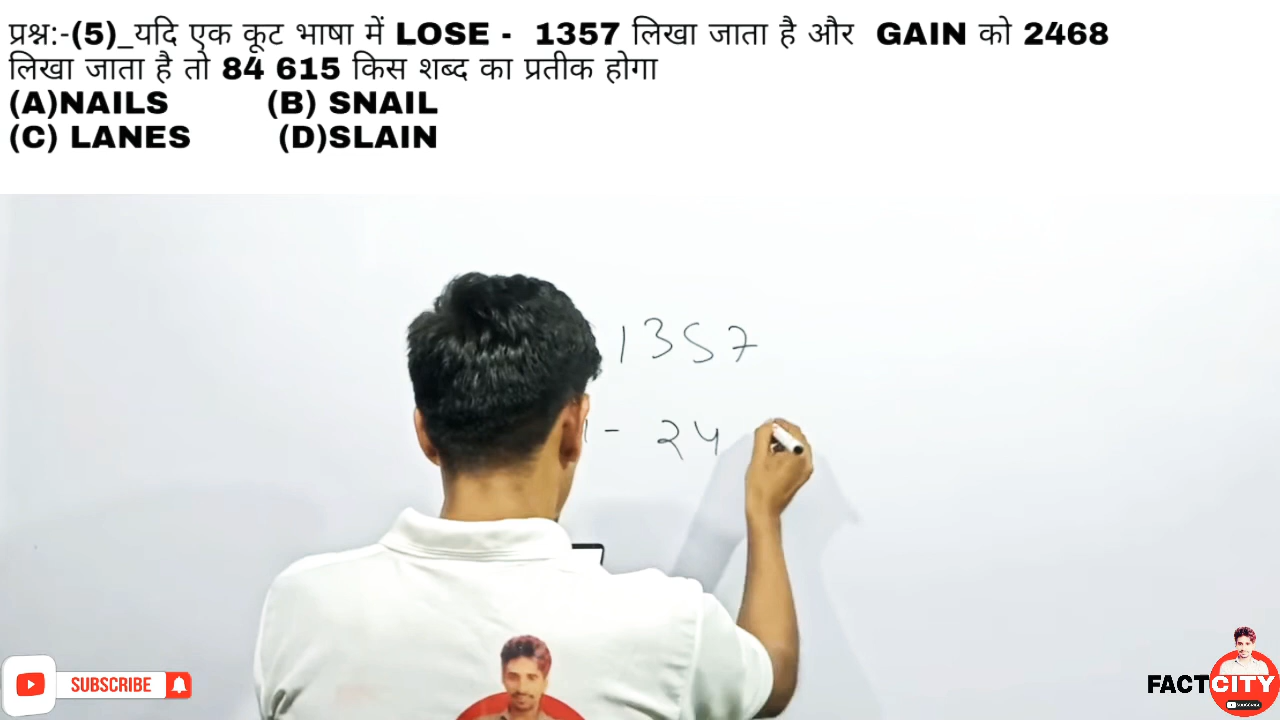 प्रश्न:-(5)_यदि एक कूट भाषा में LOSE - 1357 लिखा जाता है और GAIN को 2468
लिखा जाता है तो 84 615 किस शब्द का प्रतीक होगा
(A)NAILS (B) SNAIL
(C) LANES (D)SLAIN
1357
- 24
SUBSCRIBE
FACTCITY